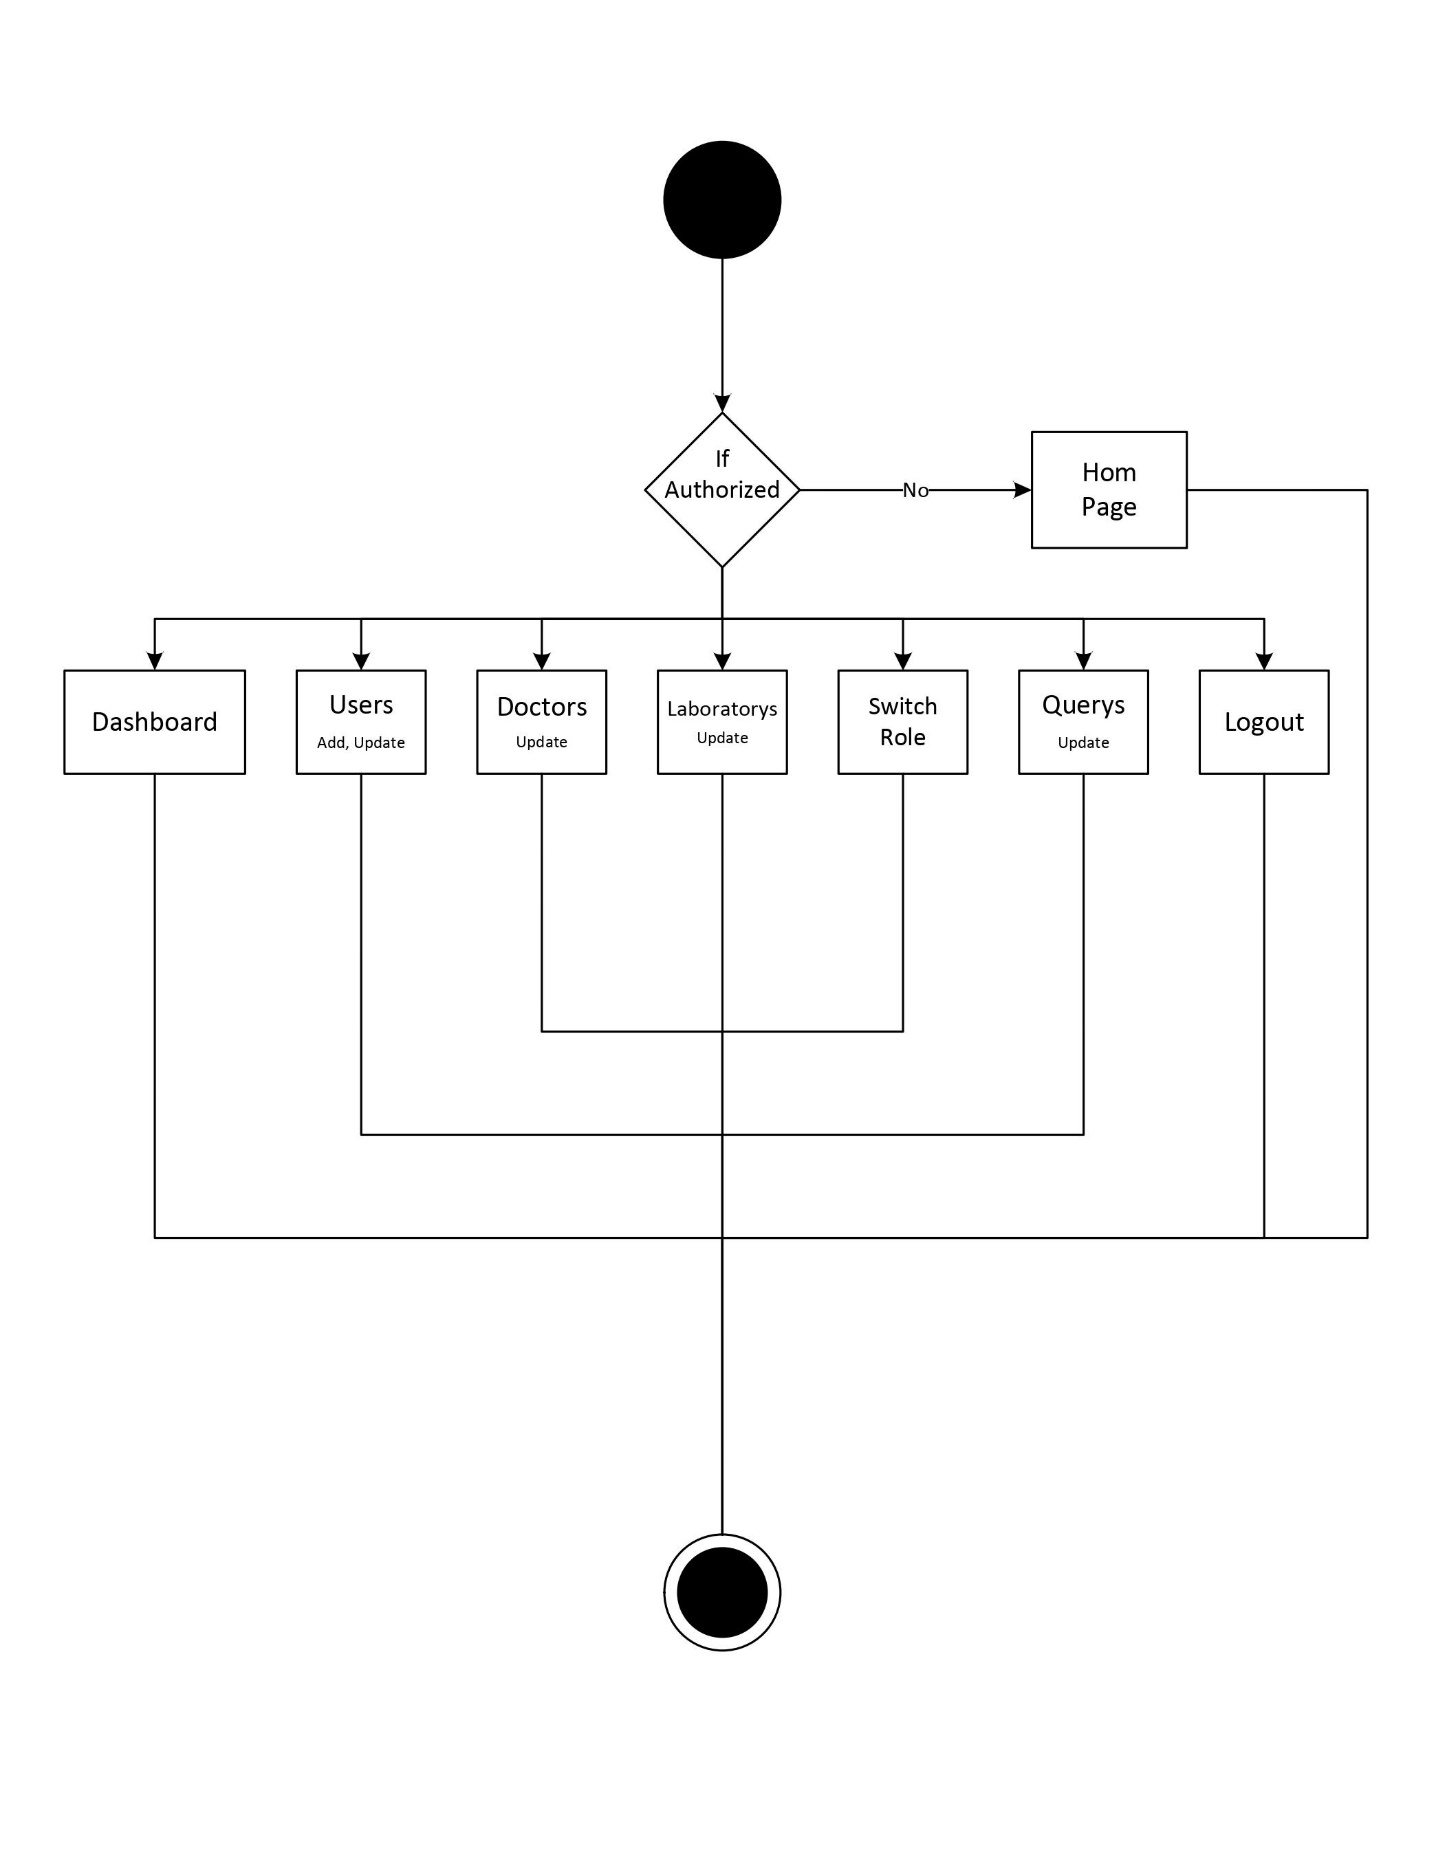 If
Authorized
No
Hom
Page
Dashboard
Users
Add, Update
Doctors
Update
Laboratorys
Update
Switch
Role
Querys
Update
Logout